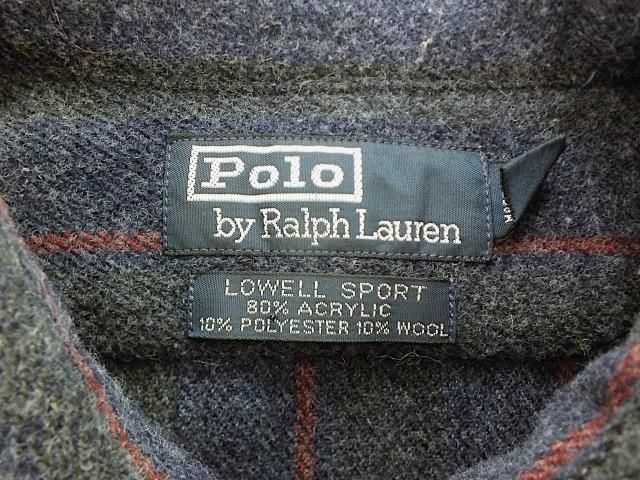 Polo
by Ralph Lauren
LOWELL SPORT
80% ACRYLIC
10% POLYESTER 10% WOOL